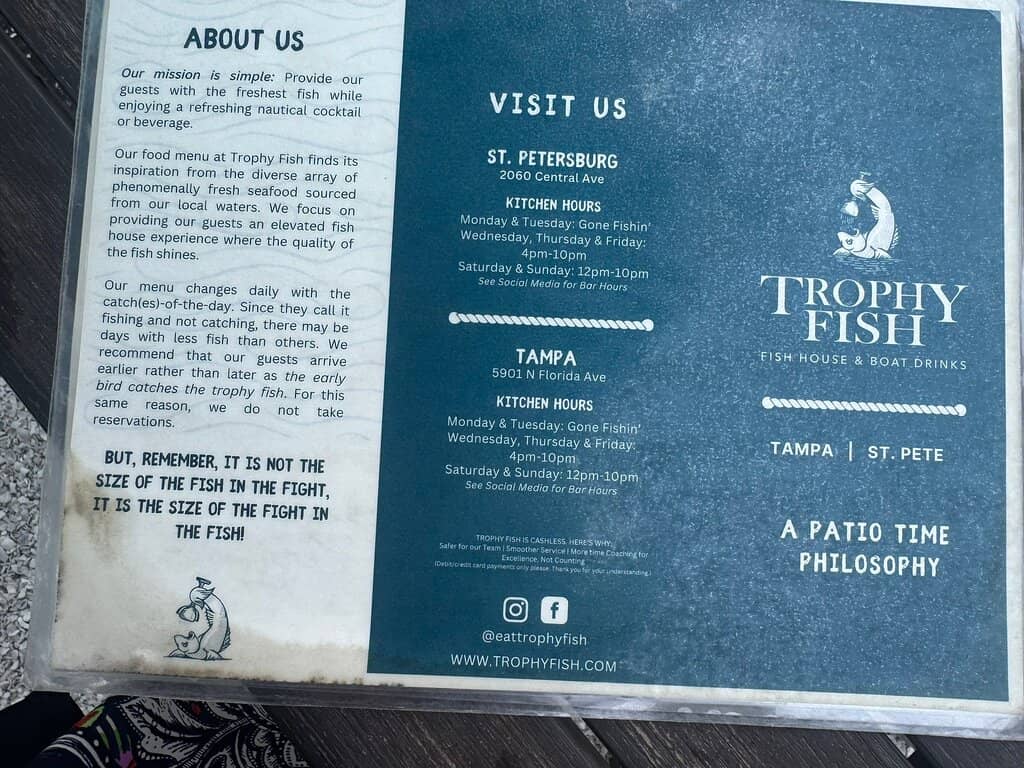 ABOUT US
Our mission is simple: Provide our
guests with the freshest fish while
enjoying a refreshing nautical cocktail
or beverage.
Our food menu at Trophy Fish finds its
inspiration from the diverse array of
phenomenally fresh seafood sourced
from our local waters. We focus on
providing our guests an elevated fish
house experience where the quality of
the fish shines.
Our menu changes daily with the
catch(es)-of-the-day. Since they call it
fishing and not catching, there may be
days with less fish than others. We
recommend that our guests arrive
earlier rather than later as the early
bird catches the trophy fish. For this
same reason, we do not take
reservations.
BUT, REMEMBER, IT IS NOT THE
SIZE OF THE FISH IN THE FIGHT,
IT IS THE SIZE OF THE FIGHT IN
THE FISH!
VISIT US
ST. PETERSBURG
2060 Central Ave
KITCHEN HOURS
Monday & Tuesday: Gone Fishin'
Wednesday, Thursday & Friday:
4pm-10pm
Saturday & Sunday: 12pm-10pm
See Social Media for Bar Hours
TAMPA
5901 N Florida Ave
KITCHEN HOURS
Monday & Tuesday: Gone Fishin'
Wednesday, Thursday & Friday:
4pm-10pm
Saturday & Sunday: 12pm-10pm
See Social Media for Bar Hours
TROPHY FISH IS CASHLESS. HERE'S WHY:
Safer for our Team | Smoother Service | More time Coaching for
Excellence, Not Counting
(Debit/credit card payments only please. Thank you for your understanding.)
@eattrophyfish
WWW.TROPHYFISH.COM
TROPHY
FISH
FISH HOUSE & BOAT DRINKS
TAMPA | ST. PETE
A PATIO TIME
PHILOSOPHY